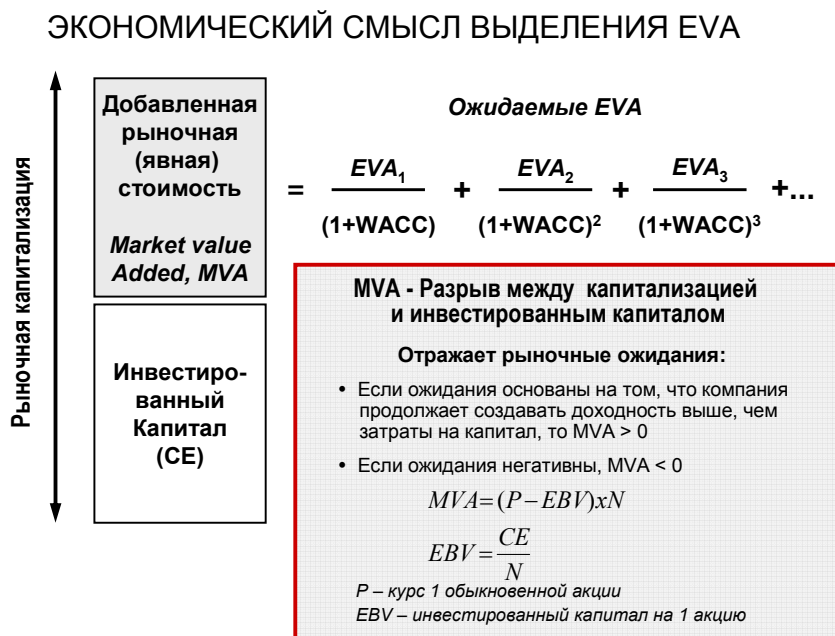 ЭКОНОМИЧЕСКИЙ СМЫСЛ ВЫДЕЛЕНИЯ EVA
Рыночная капитализация
Добавленная
рыночная
(явная)
стоимость
Market value
Added, MVA
Инвестиро-
ванный
Капитал
(CE)
Ожидаемые EVA
= EVA₁ / (1+WACC) + EVA₂ / (1+WACC)² + EVA₃ / (1+WACC)³ +...
MVA - Разрыв между капитализацией
и инвестированным капиталом
Отражает рыночные ожидания:
• Если ожидания основаны на том, что компания
продолжает создавать доходность выше, чем
затраты на капитал, то MVA > 0
• Если ожидания негативны, MVA < 0
MVA=(P−EBV)xN
EBV=CE/N
P – курс 1 обыкновенной акции
EBV – инвестированный капитал на 1 акцию